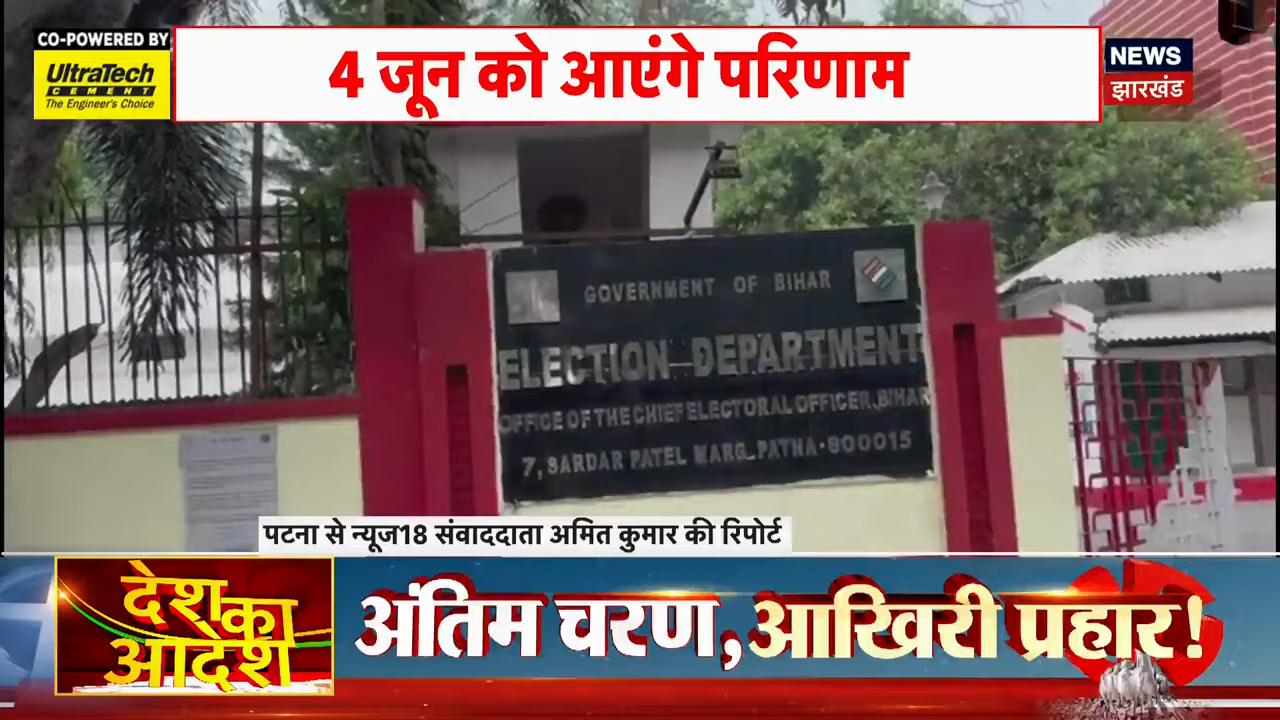 CO-POWERED BY
UltraTech
CEMENT
The Engineer's Choice
4 जून को आएंगे परिणाम
NEWS
झारखंड
GOVERNMENT OF BIHAR
ELECTION DEPARTMENT
OFFICE OF THE CHIEF ELECTORAL OFFICER, BIHAR
7, SARDAR PATEL MARG, PATNA-800015
पटना से न्यूज18 संवाददाता अमित कुमार की रिपोर्ट
देश का
आदेश
अंतिम चरण, आखिरी प्रहार!